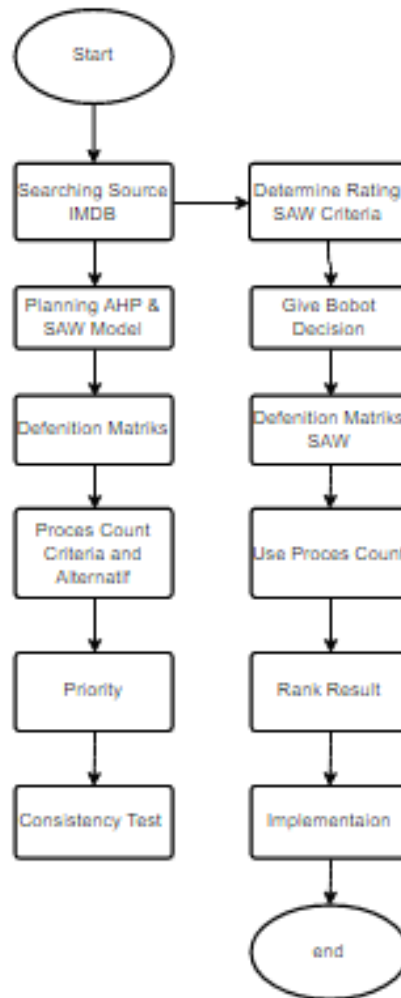 Start
Searching Source
IMDB
Determine Rating
SAW Criteria
Planning AHP &
SAW Model
Give Bobot
Decision
Defenition Matriks
Defenition Matriks
SAW
Proces Count
Criteria and
Alternatif
Use Proces Count
Priority
Rank Result
Consistency Test
Implementaion
end